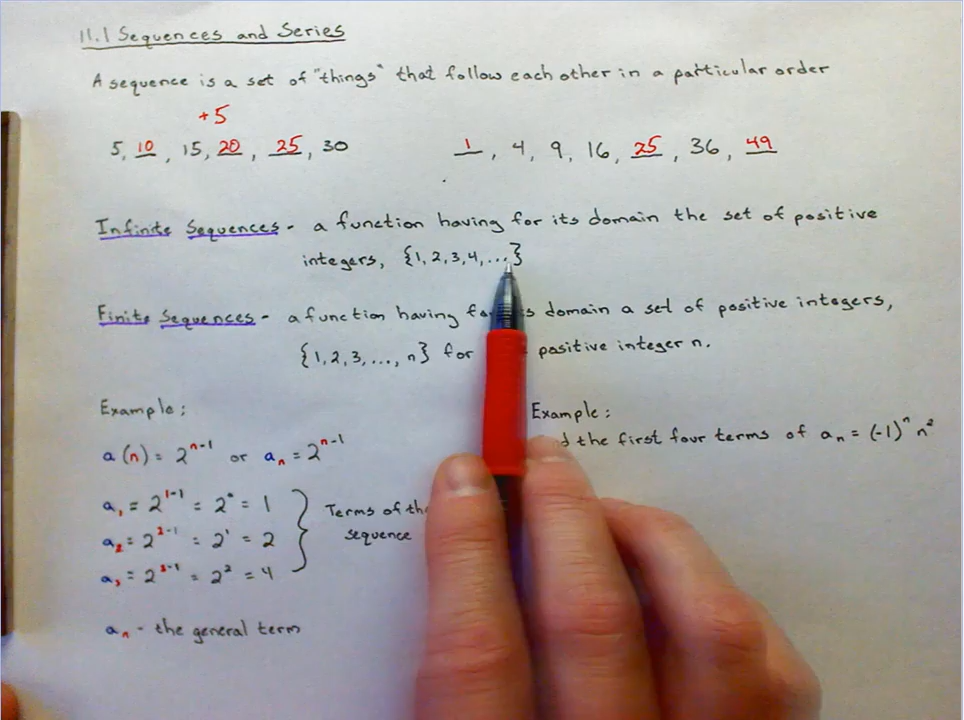 11.1 Sequences and Series
A sequence is a set of "things" that follow each other in a particular order
+5
5, 10, 15, 20, 25, 30
1, 4, 9, 16, 25, 36, 49
Infinite Sequences - a function having for its domain the set of positive
integers, {1, 2, 3, 4, ...}
Finite Sequences - a function having domain a set of positive integers,
{1, 2, 3, ..., n} for positive integer n.
Example:
a(n) = 2^(n-1) or aₙ = 2^(n-1)
a₁ = 2^(1-1) = 2⁰ = 1
a₂ = 2^(2-1) = 2¹ = 2
a₃ = 2^(3-1) = 2² = 4
Terms of
sequence
aₙ - the general term
Example:
the first four terms of aₙ = (-1)ⁿ n²